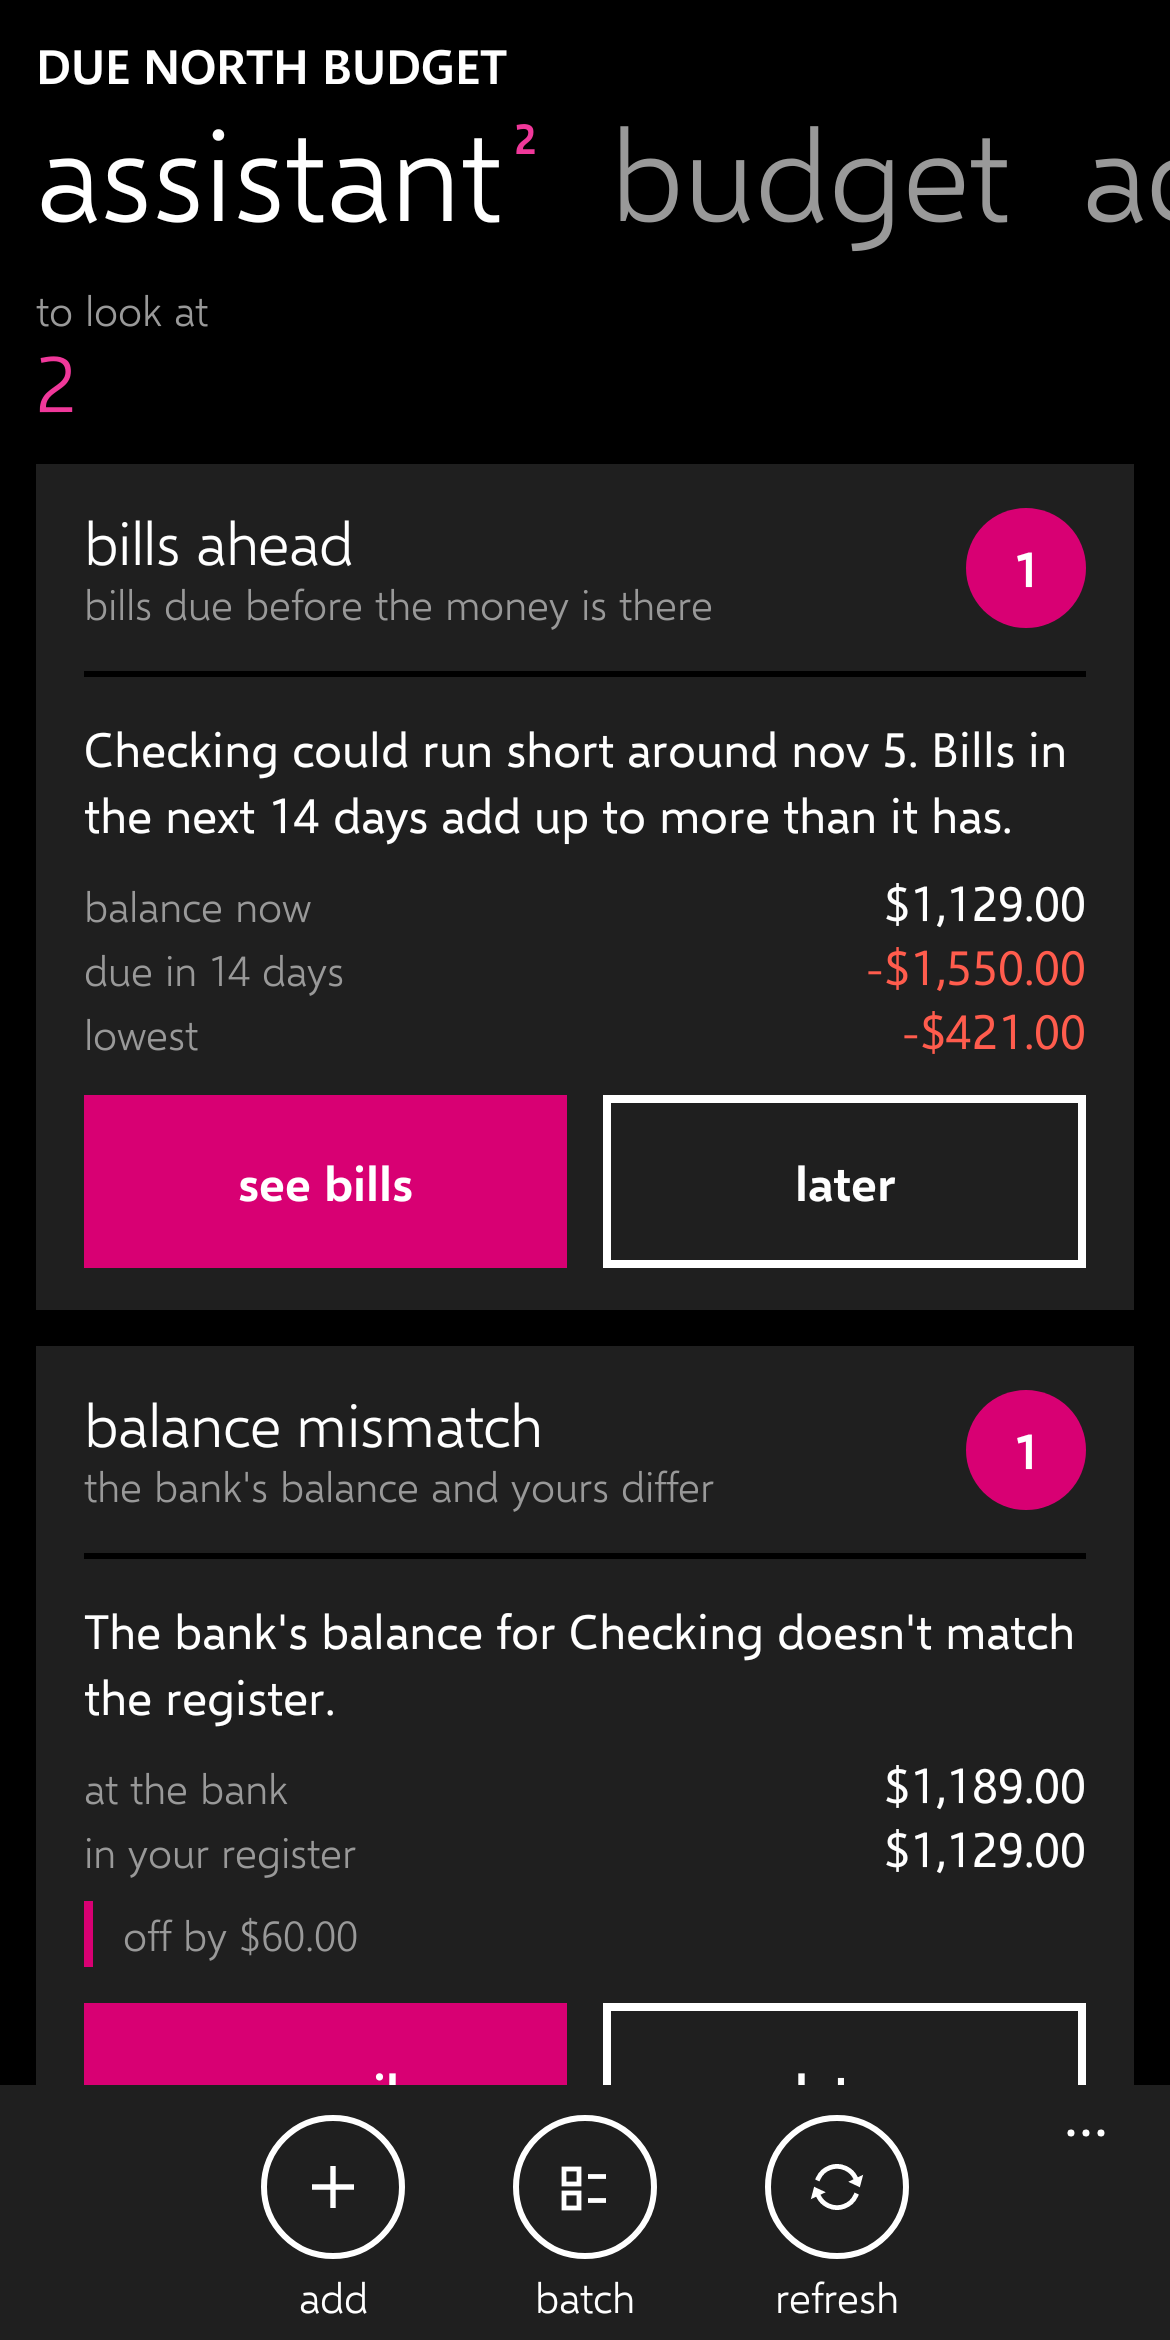 DUE NORTH BUDGET
assistant 2 budget
to look at
2
bills ahead
1
bills due before the money is there
Checking could run short around nov 5. Bills in
the next 14 days add up to more than it has.
balance now $1,129.00
due in 14 days -$1,550.00
lowest -$421.00
see bills later
balance mismatch
1
the bank's balance and yours differ
The bank's balance for Checking doesn't match
the register.
at the bank $1,189.00
in your register $1,129.00
off by $60.00
...
add batch refresh